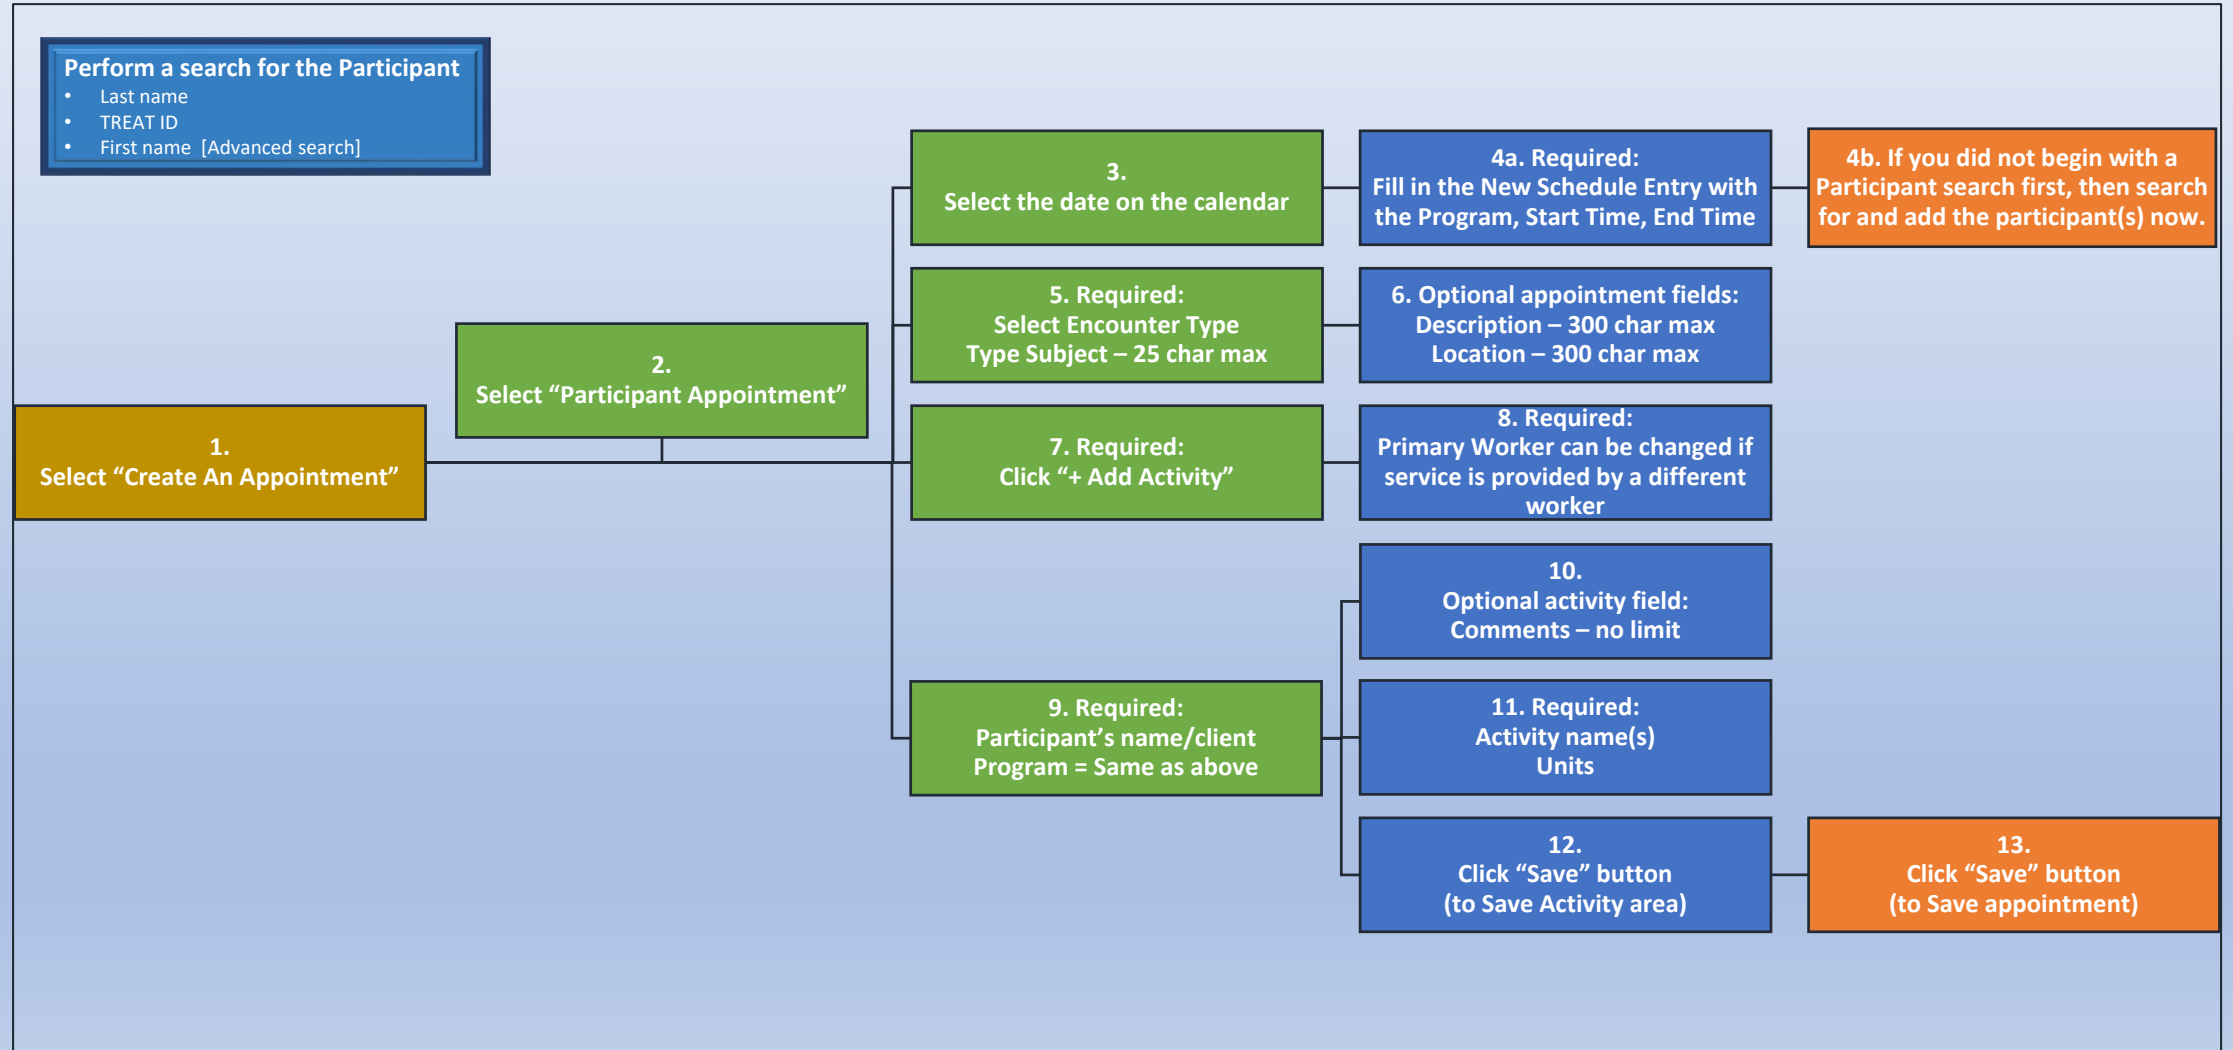 Perform a search for the Participant
• Last name
• TREAT ID
• First name [Advanced search]
1.
Select “Create An Appointment”
2.
Select “Participant Appointment”
3.
Select the date on the calendar
4a. Required:
Fill in the New Schedule Entry with
the Program, Start Time, End Time
4b. If you did not begin with a
Participant search first, then search
for and add the participant(s) now.
5. Required:
Select Encounter Type
Type Subject – 25 char max
6. Optional appointment fields:
Description – 300 char max
Location – 300 char max
7. Required:
Click “+ Add Activity”
8. Required:
Primary Worker can be changed if
service is provided by a different
worker
9. Required:
Participant’s name/client
Program = Same as above
10.
Optional activity field:
Comments – no limit
11. Required:
Activity name(s)
Units
12.
Click “Save” button
(to Save Activity area)
13.
Click “Save” button
(to Save appointment)